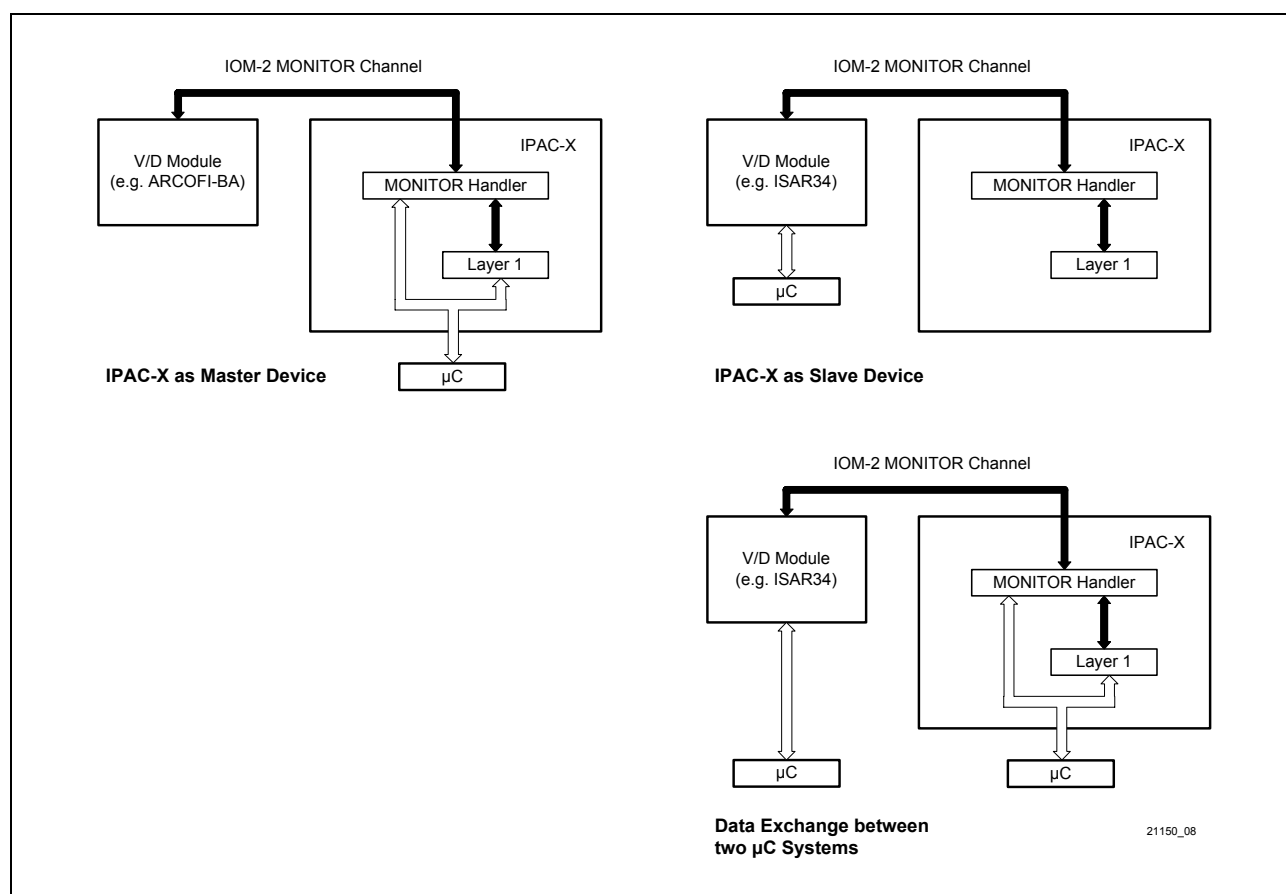 IOM-2 MONITOR Channel
V/D Module
(e.g. ARCOFI-BA)
IPAC-X
MONITOR Handler
Layer 1
µC
IPAC-X as Master Device
IOM-2 MONITOR Channel
V/D Module
(e.g. ISAR34)
µC
IPAC-X
MONITOR Handler
Layer 1
IPAC-X as Slave Device
IOM-2 MONITOR Channel
V/D Module
(e.g. ISAR34)
IPAC-X
MONITOR Handler
Layer 1
µC
µC
Data Exchange between
two µC Systems
21150_08